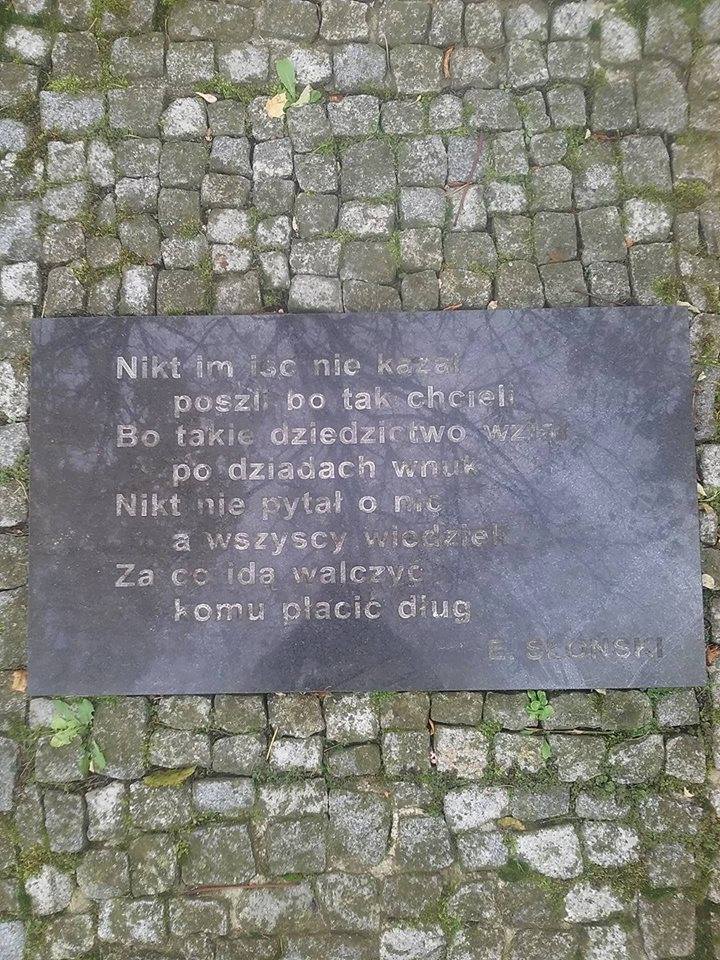 Nikt im iść nie kazał
poszli bo tak chcieli
Bo takie dziedzictwo wziął
po dziadach wnuk
Nikt nie pytał o nic
a wszyscy wiedzieli
Za co idą walczyć
komu płacić dług
E. SŁOŃSKI